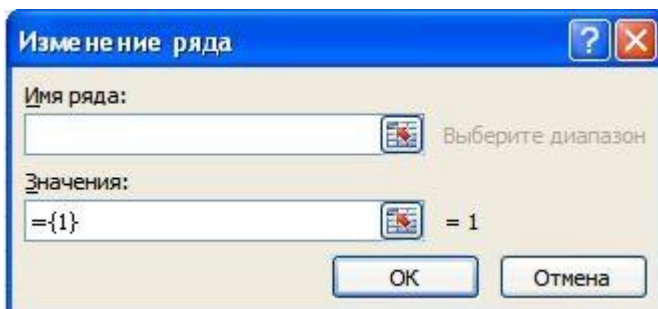 Изменение ряда
Имя ряда:
Выберите диапазон
Значения:
={1} = 1
ОК Отмена